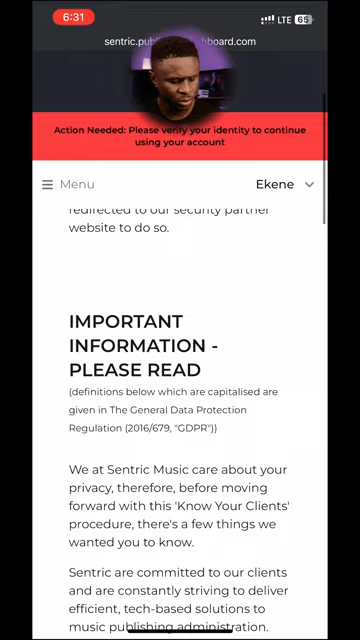 6:31
LTE 65
sentric.publ shboard.com
Action Needed: Please verify your identity to continue
using your account
Menu
Ekene
redirected to our security partner
website to do so.
IMPORTANT
INFORMATION -
PLEASE READ
(definitions below which are capitalised are
given in The General Data Protection
Regulation (2016/679, "GDPR"))
We at Sentric Music care about your
privacy, therefore, before moving
forward with this 'Know Your Clients'
procedure, there's a few things we
wanted you to know.
Sentric are committed to our clients
and are constantly striving to deliver
efficient, tech-based solutions to
music publishing administration.